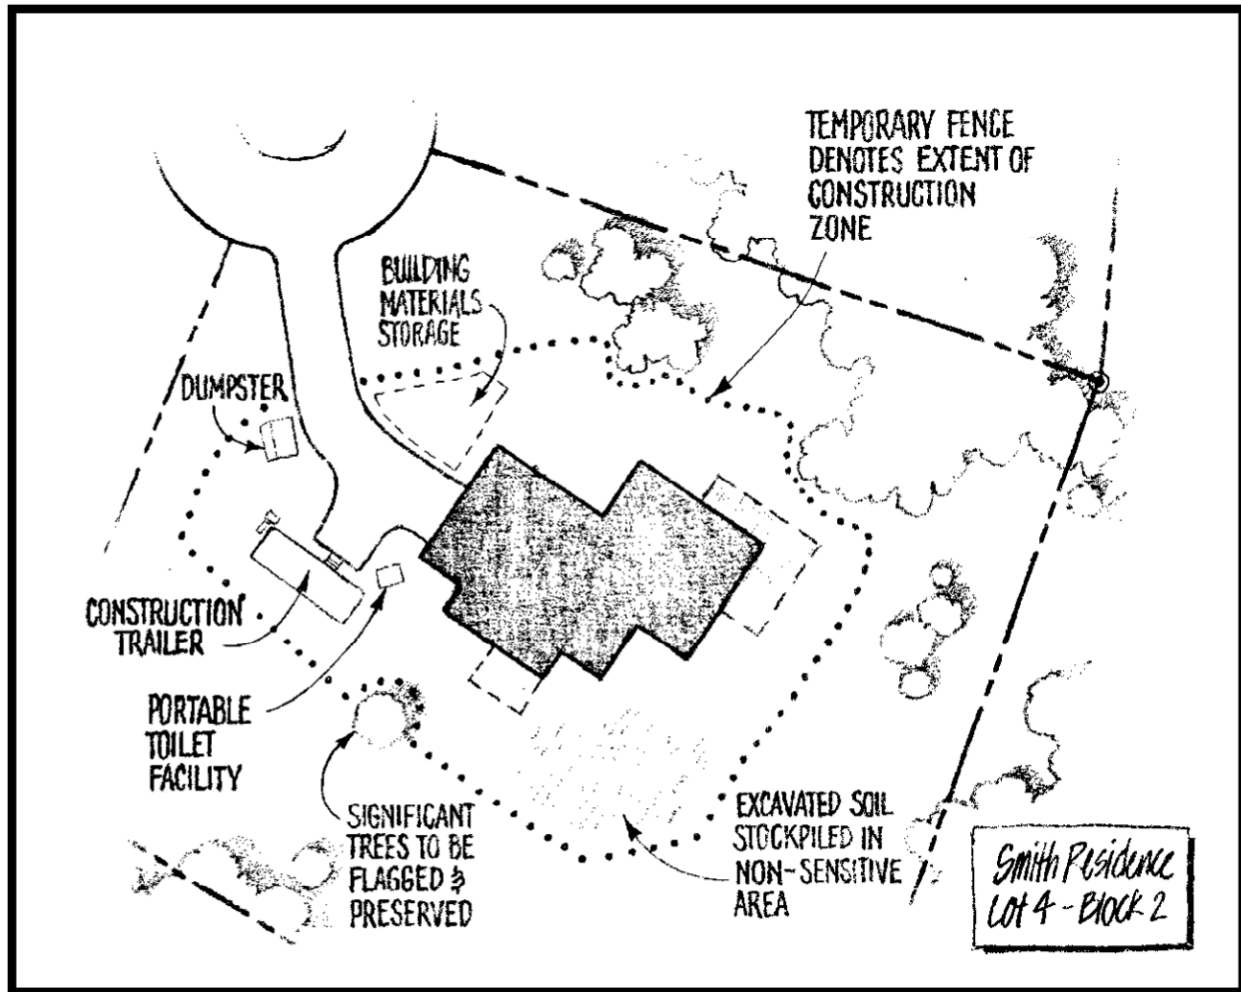 TEMPORARY FENCE
DENOTES EXTENT OF
CONSTRUCTION
ZONE
BUILDING
MATERIALS
STORAGE
DUMPSTER
CONSTRUCTION
TRAILER
PORTABLE
TOILET
FACILITY
SIGNIFICANT
TREES TO BE
FLAGGED &
PRESERVED
EXCAVATED SOIL
STOCKPILED IN
NON-SENSITIVE
AREA
Smith Residence
Lot 4 - Block 2